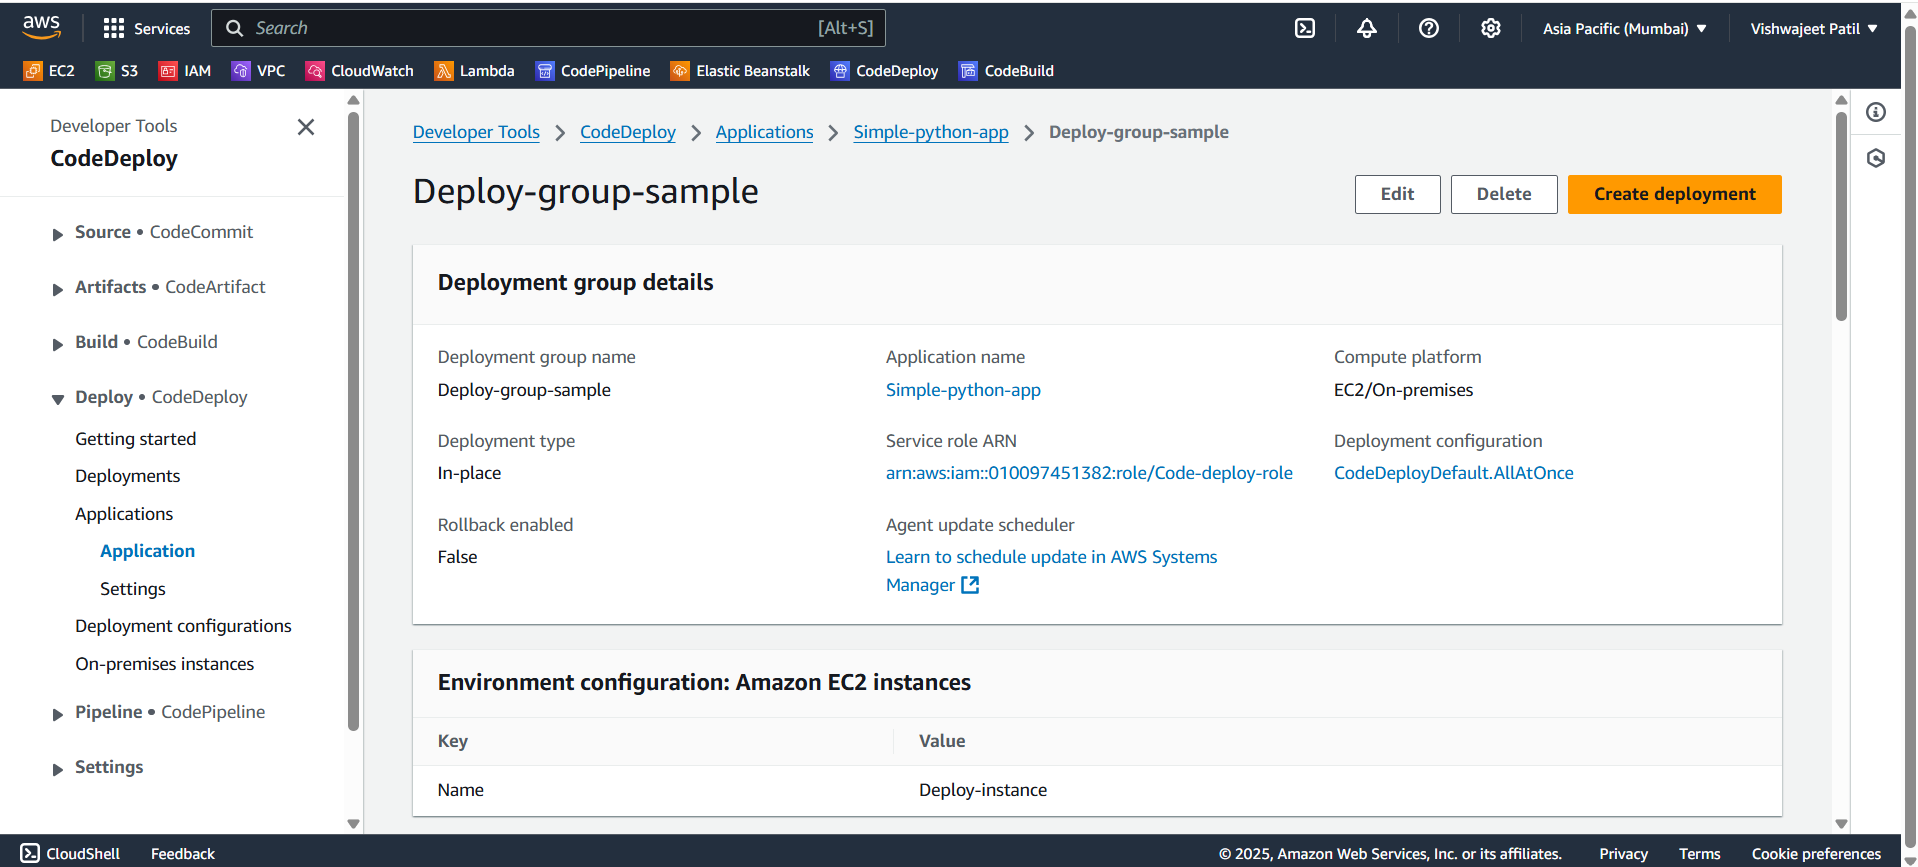 aws
Services
Search
[Alt+S]
Asia Pacific (Mumbai)
Vishwajeet Patil
EC2
S3
IAM
VPC
CloudWatch
Lambda
CodePipeline
Elastic Beanstalk
CodeDeploy
CodeBuild
Developer Tools
CodeDeploy
Source • CodeCommit
Artifacts • CodeArtifact
Build • CodeBuild
Deploy • CodeDeploy
Getting started
Deployments
Applications
Application
Settings
Deployment configurations
On-premises instances
Pipeline • CodePipeline
Settings
Developer Tools > CodeDeploy > Applications > Simple-python-app > Deploy-group-sample
Deploy-group-sample
Edit
Delete
Create deployment
Deployment group details
Deployment group name
Deploy-group-sample
Application name
Simple-python-app
Compute platform
EC2/On-premises
Deployment type
In-place
Service role ARN
arn:aws:iam::010097451382:role/Code-deploy-role
Deployment configuration
CodeDeployDefault.AllAtOnce
Rollback enabled
False
Agent update scheduler
Learn to schedule update in AWS Systems
Manager
Environment configuration: Amazon EC2 instances
Key
Value
Name
Deploy-instance
CloudShell
Feedback
© 2025, Amazon Web Services, Inc. or its affiliates.
Privacy
Terms
Cookie preferences